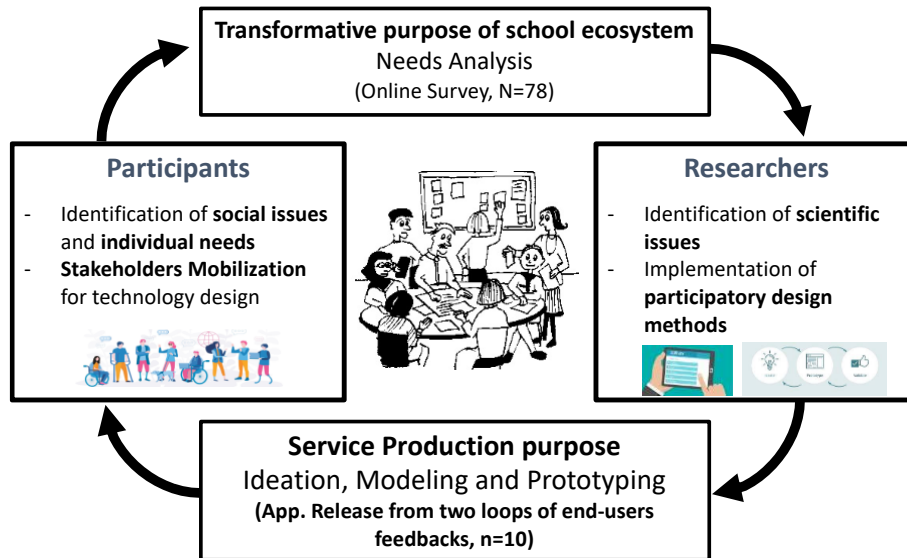 Transformative purpose of school ecosystem
Needs Analysis
(Online Survey, N=78)
Participants
- Identification of social issues
and individual needs
- Stakeholders Mobilization
for technology design
Researchers
- Identification of scientific
issues
- Implementation of
participatory design
methods
Service Production purpose
Ideation, Modeling and Prototyping
(App. Release from two loops of end-users
feedbacks, n=10)